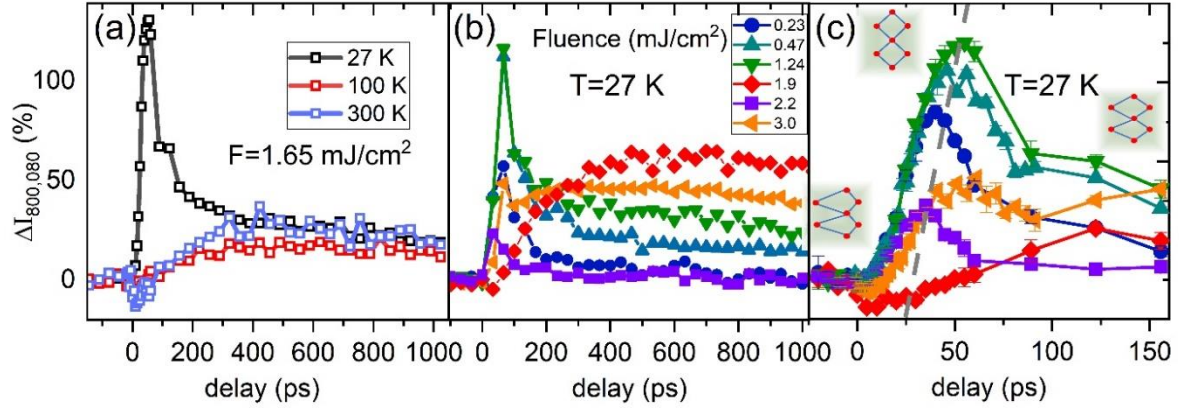 (a)
27 K
100 K
300 K
F=1.65 mJ/cm²
ΔI800,080 (%)
100
50
0
0 200 400 600 800 1000
delay (ps)
(b)
Fluence (mJ/cm²)
T=27 K
0.23
0.47
1.24
1.9
2.2
3.0
0 200 400 600 800 1000
delay (ps)
(c)
T=27 K
0 50 100 150
delay (ps)